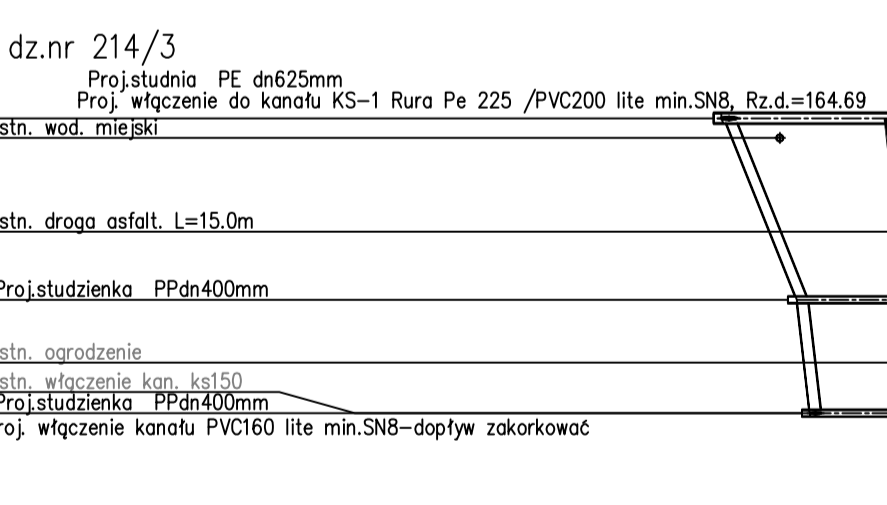 dz.nr 214/3
Proj.studnia PE dn625mm
Proj. włączenie do kanału KS-1 Rura Pe 225 /PVC200 lite min.SN8, Rz.d.=164.69
stn. wod. miejski
stn. droga asfalt. L=15.0m
Proj.studzienka PPdn400mm
stn. ogrodzenie
stn. włączenie kan. ks150
Proj.studzienka PPdn400mm
roj. włączenie kanału PVC160 lite min.SN8-dopływ zakorkować